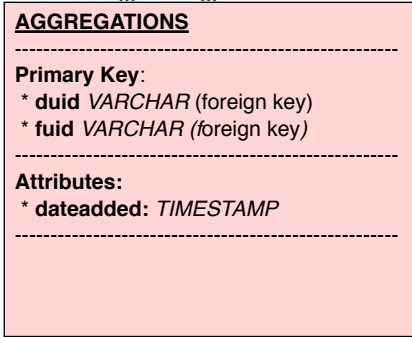 AGGREGATIONS
------------------------------------------------------
Primary Key:
* duid VARCHAR (foreign key)
* fuid VARCHAR (foreign key)
------------------------------------------------------
Attributes:
* dateadded: TIMESTAMP
------------------------------------------------------